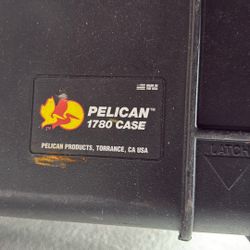 PELICAN™
1780 CASE
PELICAN PRODUCTS, TORRANCE, CA USA
LATCH